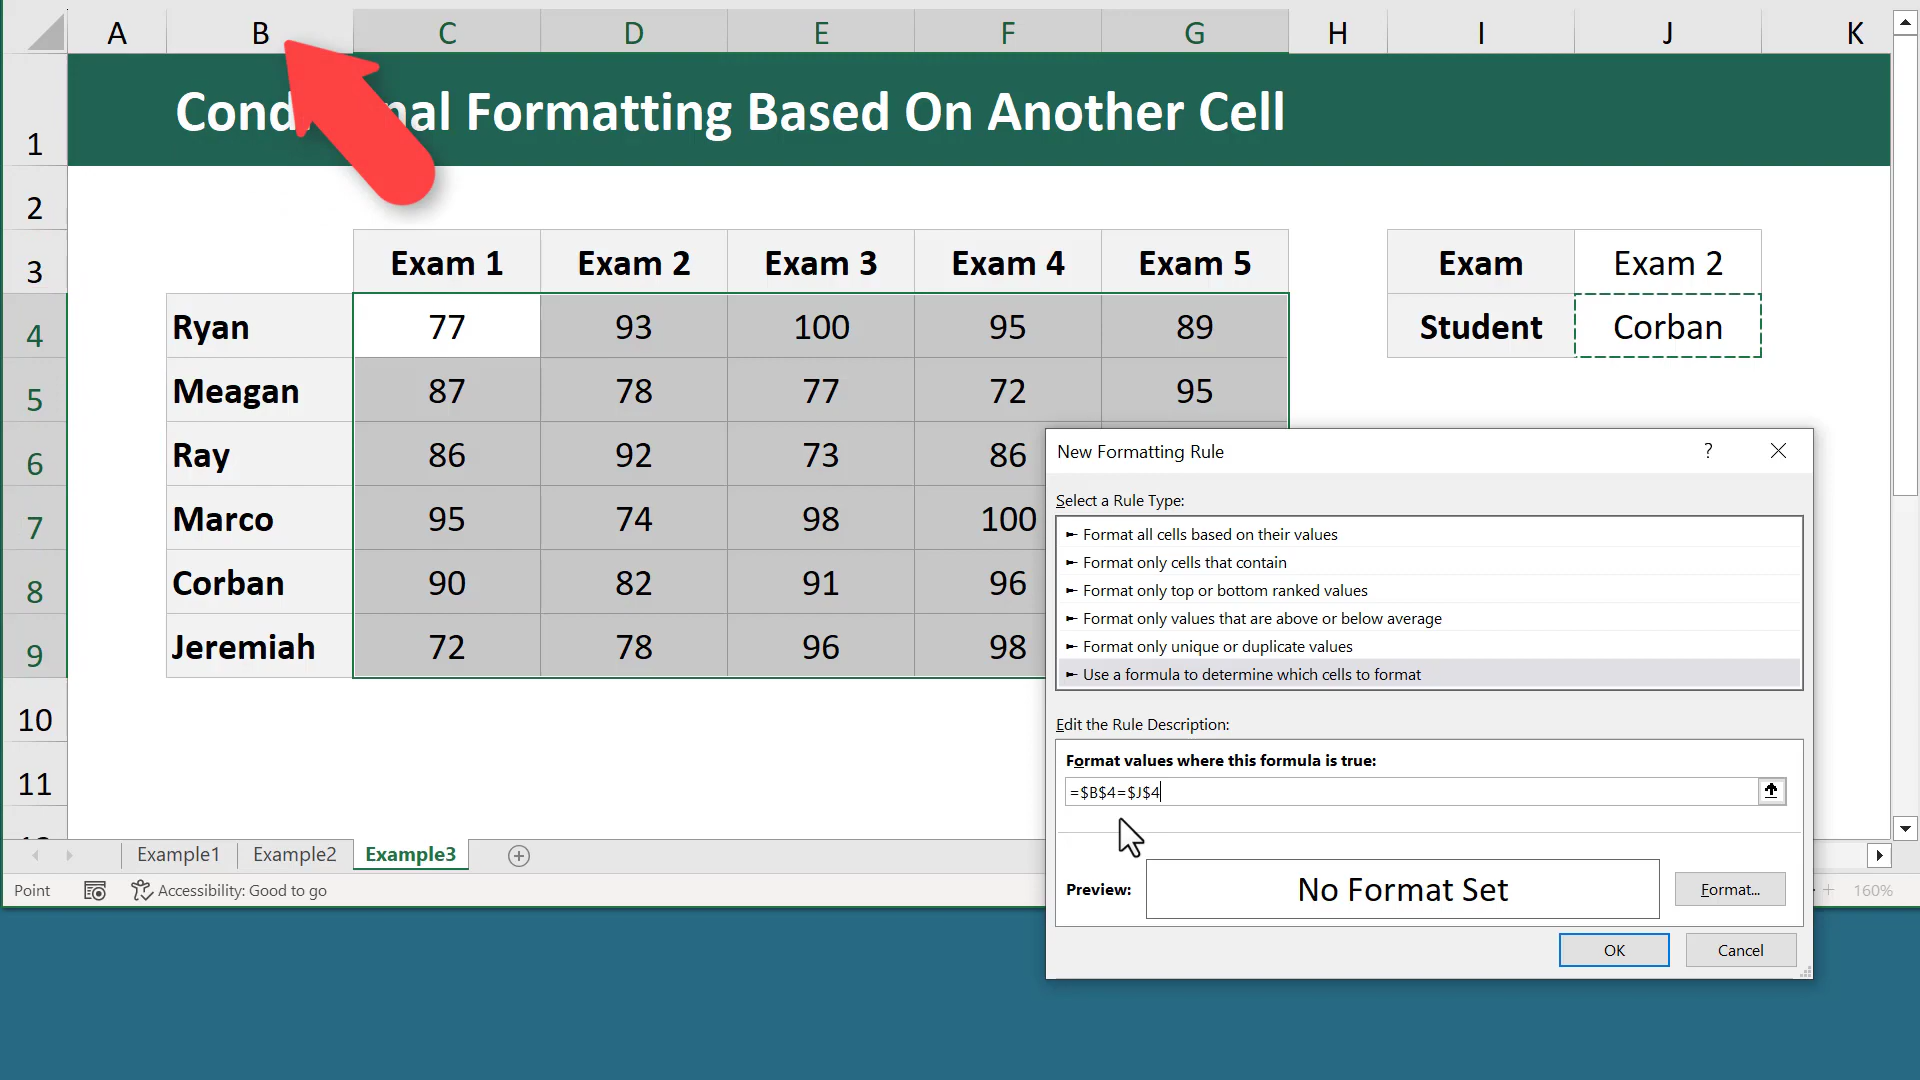 A B C D E F G H I J K
1 Cond nal Formatting Based On Another Cell
2
3 Exam 1 Exam 2 Exam 3 Exam 4 Exam 5 Exam Exam 2
4 Ryan 77 93 100 95 89 Student Corban
5 Meagan 87 78 77 72 95
6 Ray 86 92 73 86
7 Marco 95 74 98 100
8 Corban 90 82 91 96
9 Jeremiah 72 78 96 98
10
11
New Formatting Rule ? 
Select a Rule Type:
► Format all cells based on their values
► Format only cells that contain
► Format only top or bottom ranked values
► Format only values that are above or below average
► Format only unique or duplicate values
► Use a formula to determine which cells to format
Edit the Rule Description:
Format values where this formula is true:
=$B$4=$J$4
Preview: No Format Set Format...
OK Cancel
Example1 Example2 Example3
Point Accessibility: Good to go 160%